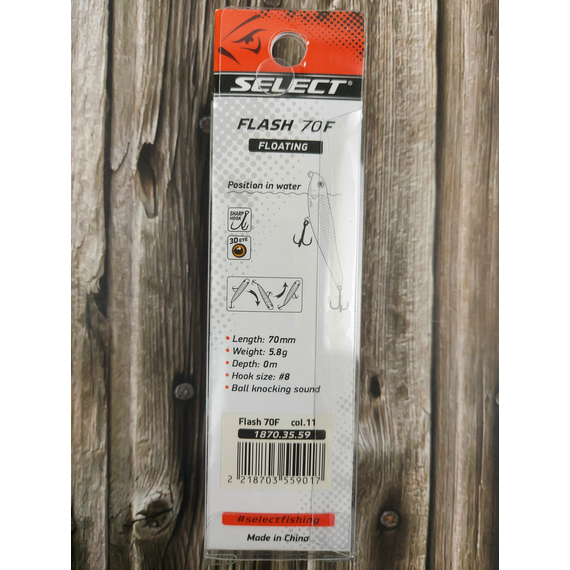 SELECT®
FLASH 70F
FLOATING
Position in water
SHARP
HOOK
3D EYE
• Length: 70mm
• Weight: 5.8g
• Depth: 0m
• Hook size: #8
• Ball knocking sound
Flash 70F col.11
1870.35.59
2 218703 559017
#selectfishing
Made in China